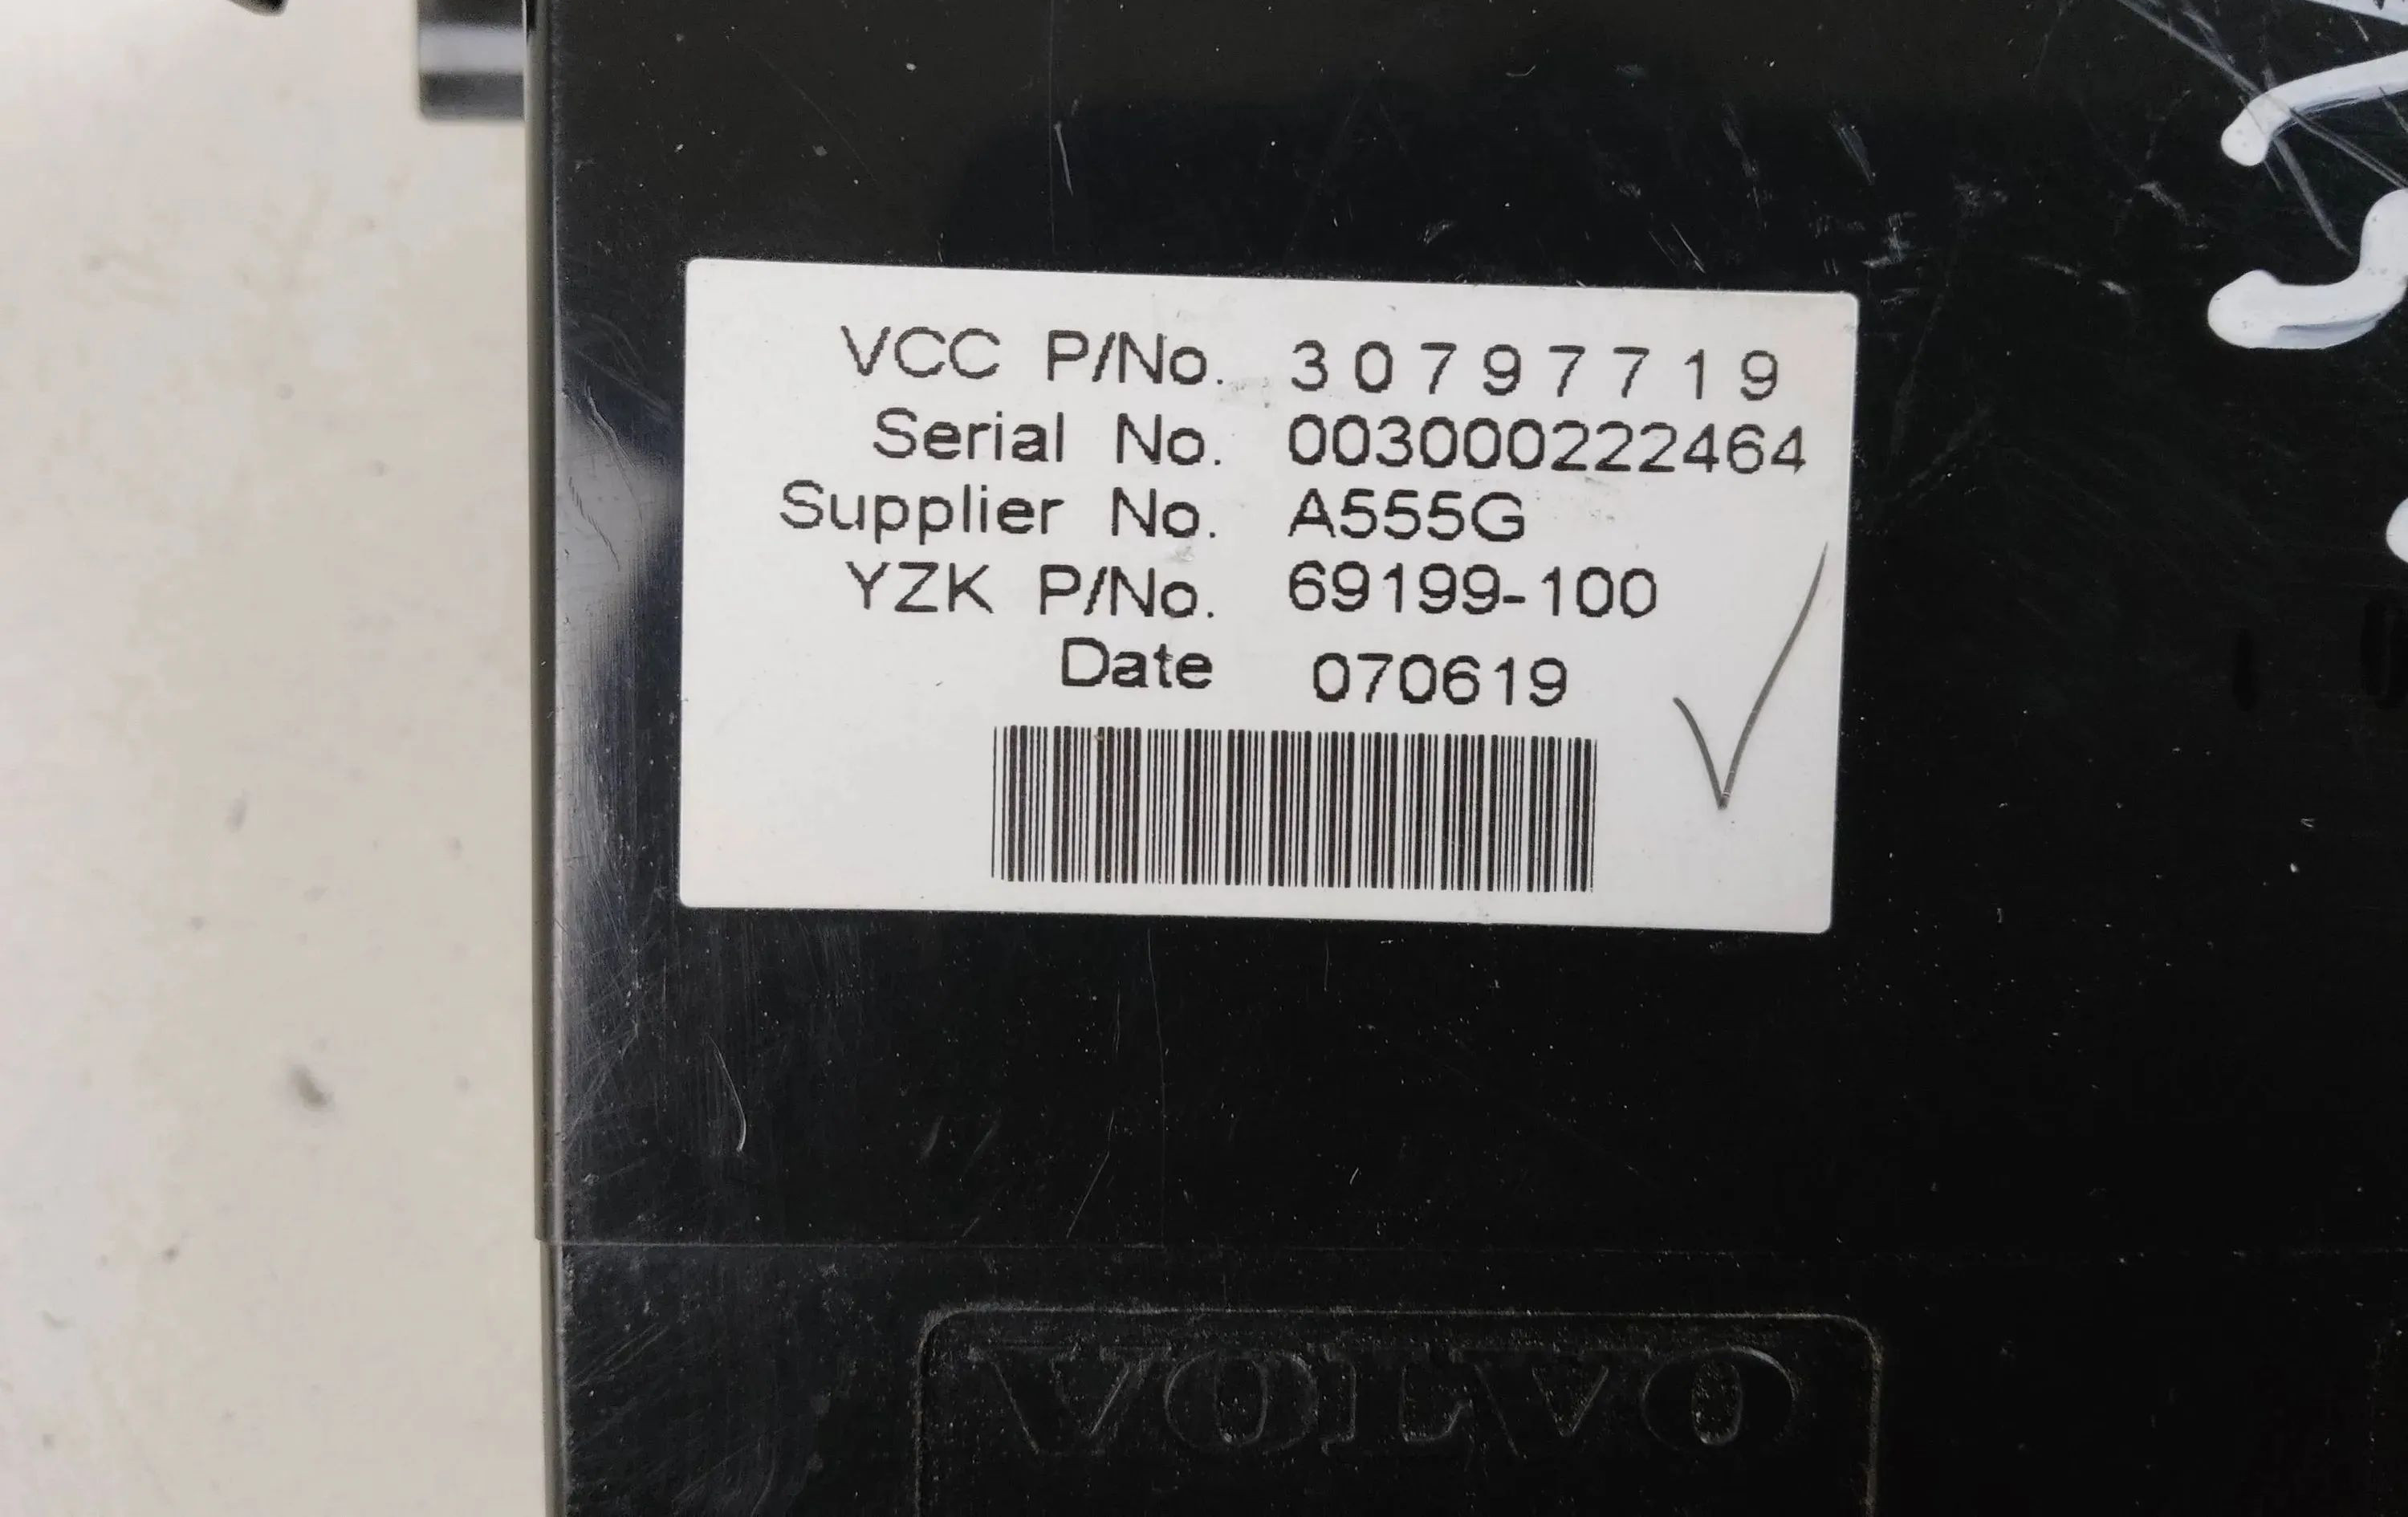 VCC P/No. 30797719
Serial No. 003000222464
Supplier No. A555G
YZK P/No. 69199-100
Date 070619
VOLVO